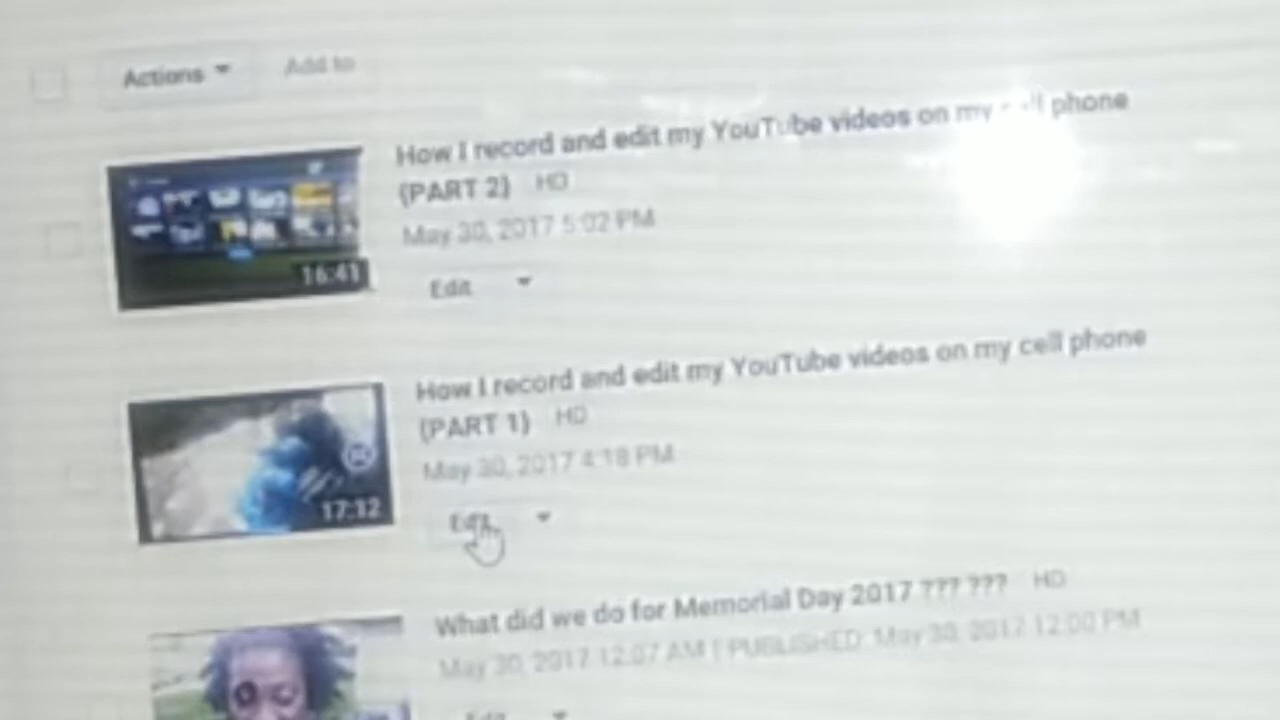 Actions Add to
How I record and edit my YouTube videos on my cell phone
(PART 2) HD
May 30, 2017 5:02 PM
16:41
Edit
How I record and edit my YouTube videos on my cell phone
(PART 1) HD
May 30, 2017 4:18 PM
17:12
Edit
What did we do for Memorial Day 2017 ??? ??? HD
May 30, 2017 12:07 AM | PUBLISHED: May 30, 2017 12:00 PM
Edit